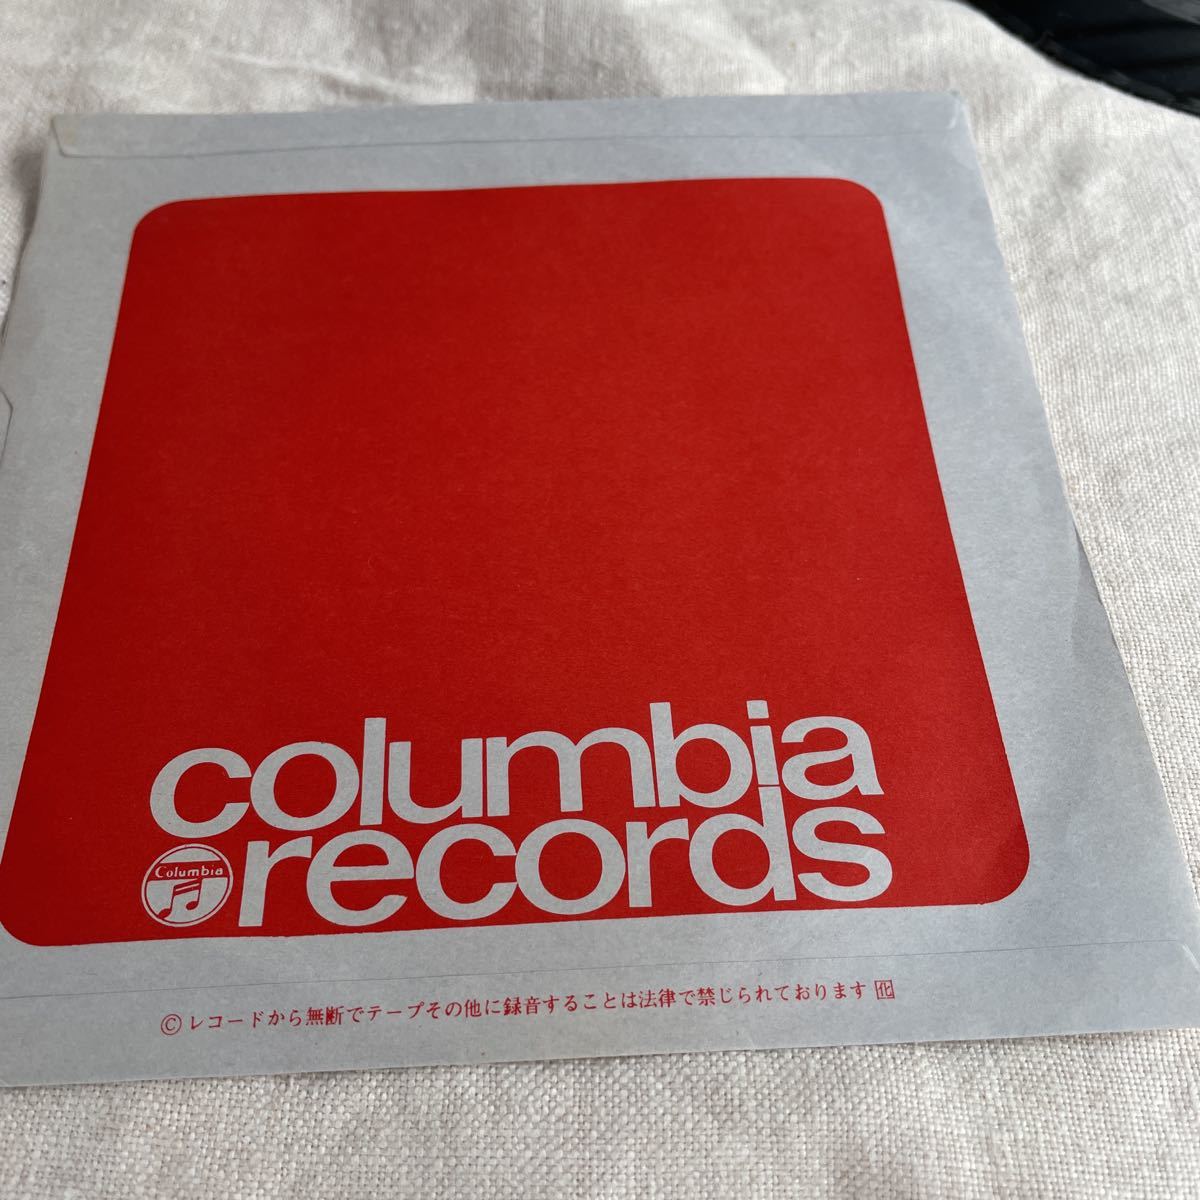 columbia
Columbia
records
©レコードから無断でテープその他に録音することは法律で禁じられております 化